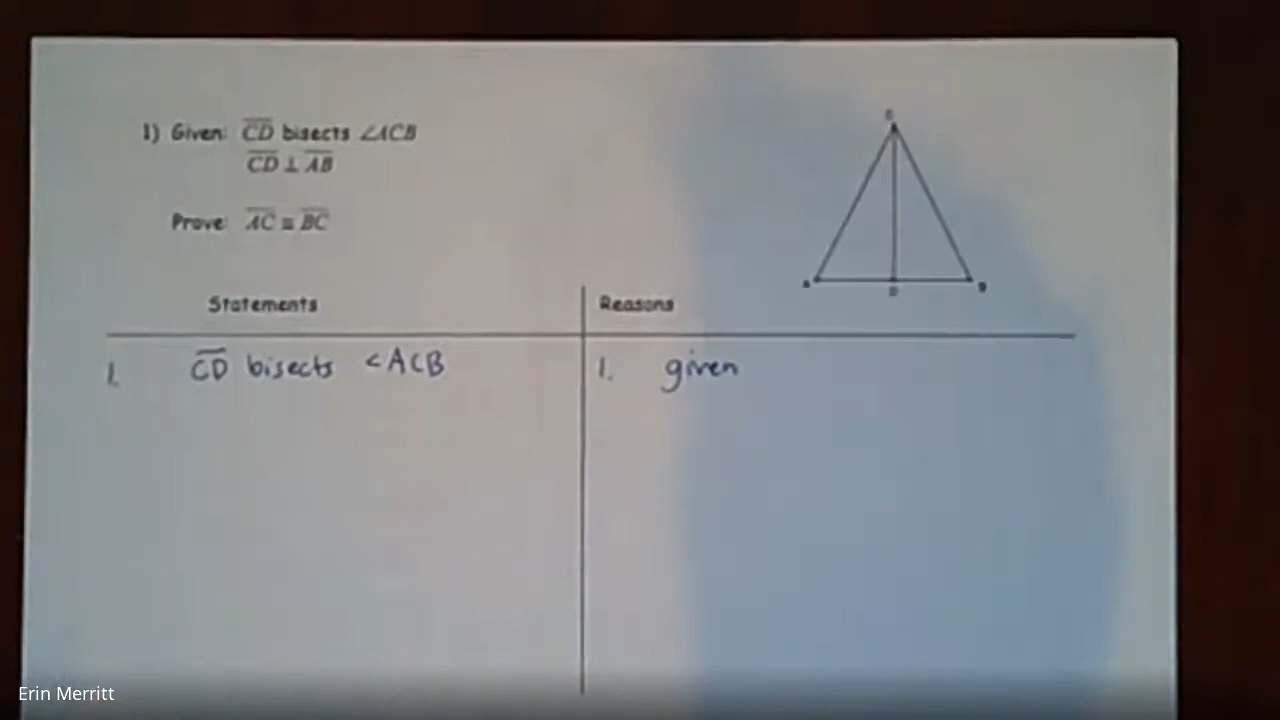 1) Given: CD bisects ∠ACB
CD ⊥ AB
Prove: AC ≅ BC
C
A
D
B
Statements
Reasons
1. CD bisects <ACB
1. given
Erin Merritt